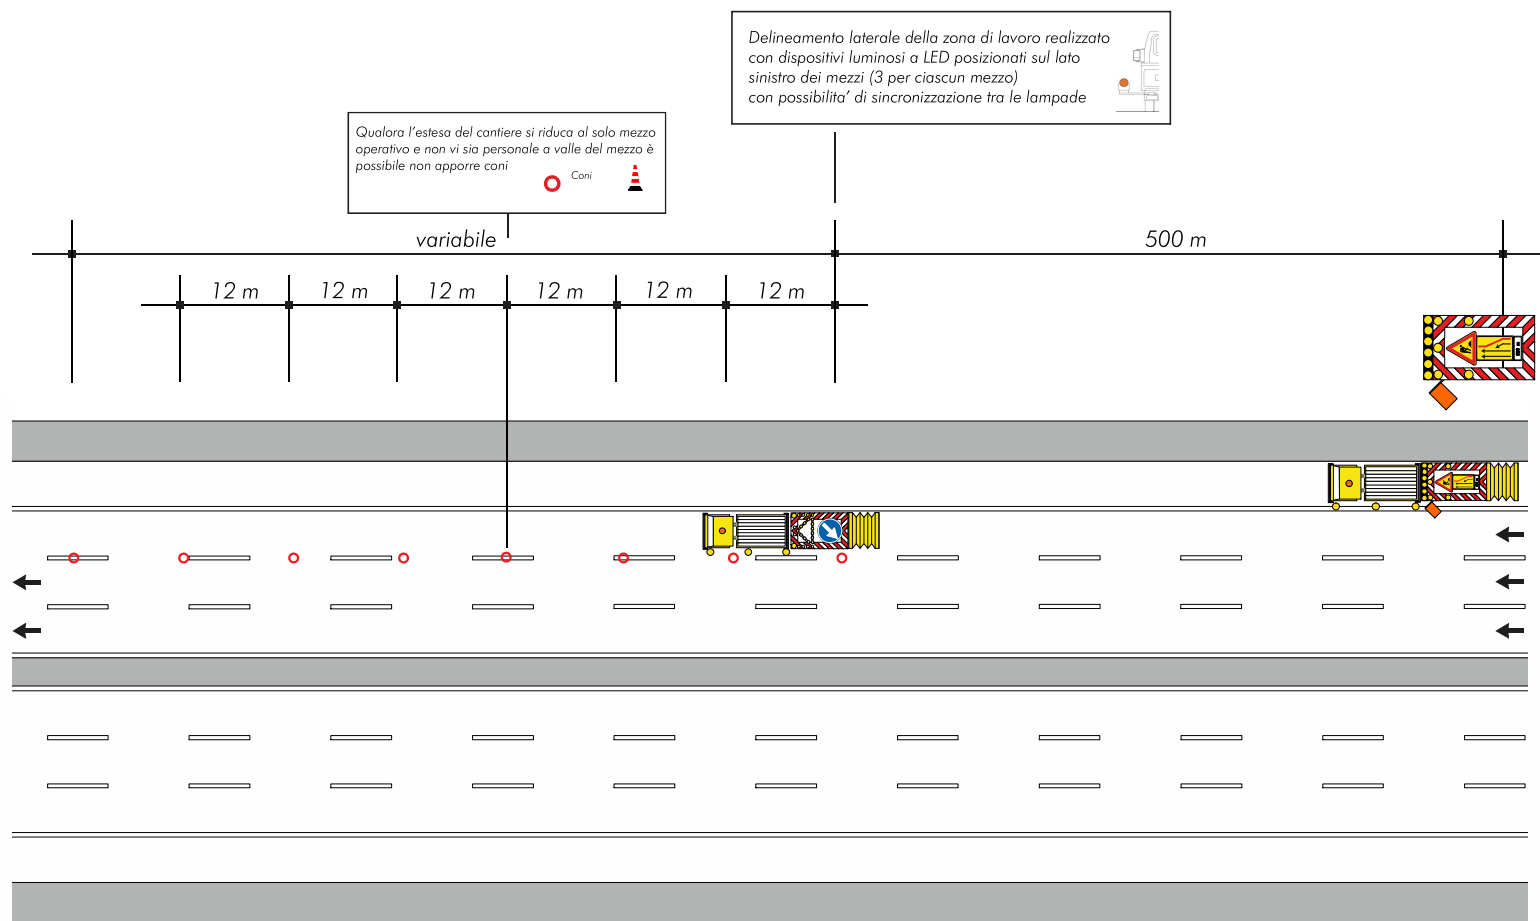 Delineamento laterale della zona di lavoro realizzato
con dispositivi luminosi a LED posizionati sul lato
sinistro dei mezzi (3 per ciascun mezzo)
con possibilita’ di sincronizzazione tra le lampade
Qualora l’estesa del cantiere si riduca al solo mezzo
operativo e non vi sia personale a valle del mezzo è
possibile non apporre coni
Coni
variabile
500 m
12 m
12 m
12 m
12 m
12 m
12 m